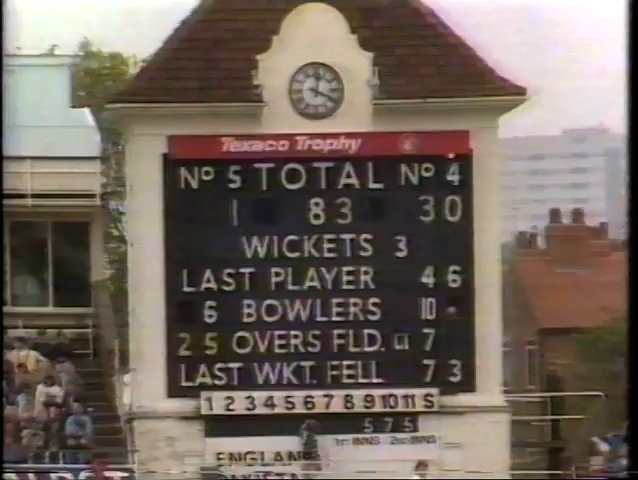 Texaco Trophy
Nº 5 TOTAL Nº 4
1 83 30
WICKETS 3
LAST PLAYER 46
6 BOWLERS 10
25 OVERS FLD. CT 7
LAST WKT. FELL 73
1 2 3 4 5 6 7 8 9 10 11 S
575
1ST INNS 2ND INNS
ENGLAN